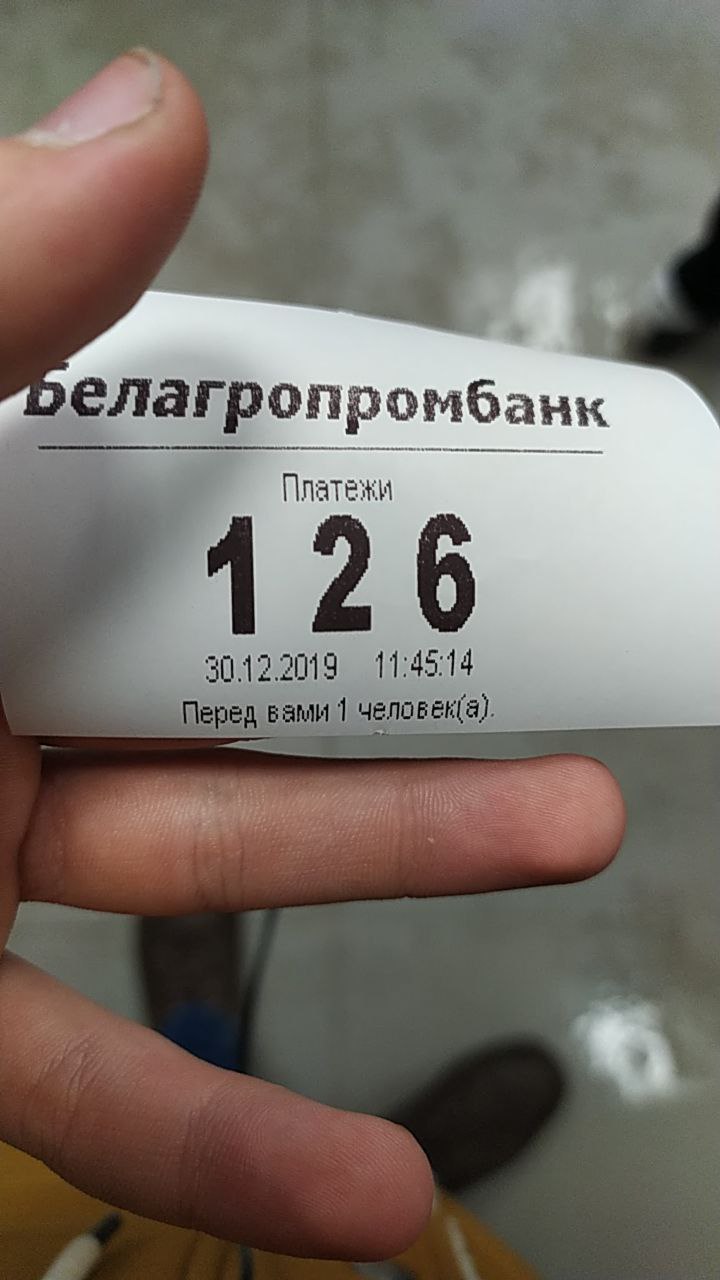 Белагропромбанк
Платежи
126
30.12.2019 11:45:14
Перед вами 1 человек(а).